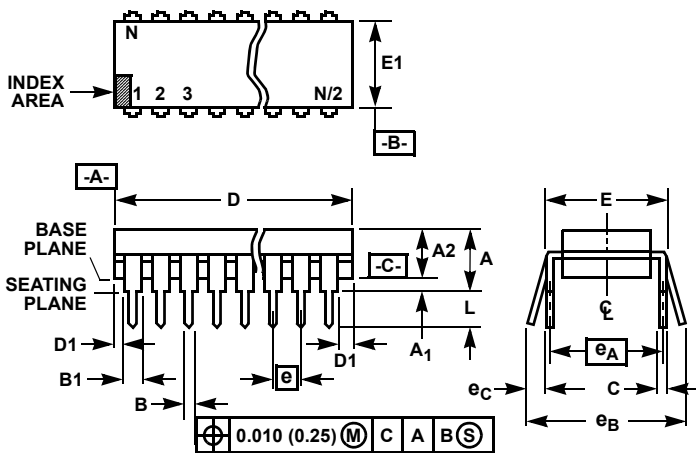 N
E1
INDEX
AREA
1 2 3 N/2
-B-
-A-
D
E
BASE
PLANE
A2
A
-C-
SEATING
PLANE
L
C
L
D1
A1
D1
eA
B1
e
eC
C
B
eB
0.010 (0.25) M C A B S